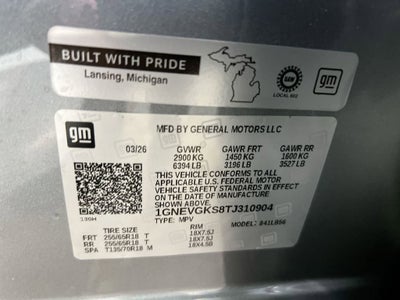 BUILT WITH PRIDE
Lansing, Michigan
UAW
LOCAL 602
gm
gm
MFD BY GENERAL MOTORS LLC
03/26 GVWR GAWR FRT GAWR RR
2900 KG 1450 KG 1600 KG
6394 LB 3196 LB 3527 LB
THIS VEHICLE CONFORMS TO ALL
APPLICABLE U.S. FEDERAL MOTOR
VEHICLE SAFETY STANDARDS IN EFFECT
ON THE DATE OF MANUFACTURE SHOWN ABOVE
1GNEVGKS8TJ310904
TYPE: MPV MODEL: 841LB56
TIRE SIZE RIM
FRT 255/65R18 T 18X7.5J
RR 255/65R18 T 18X7.5J
SPA T135/70R18 M 18X4.5B